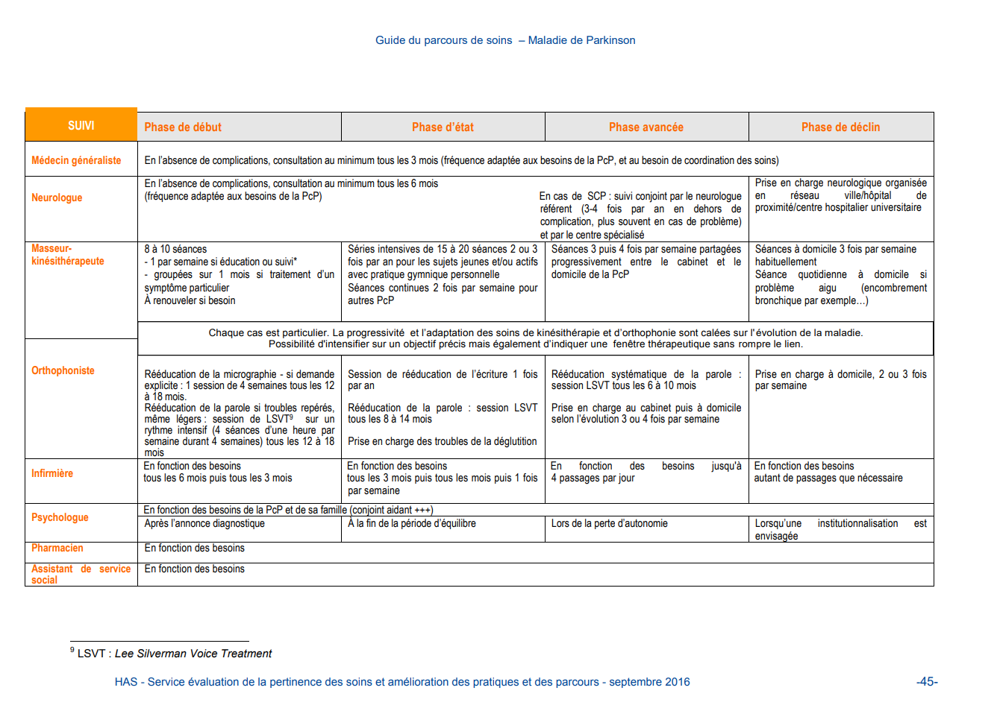 Guide du parcours de soins – Maladie de Parkinson
SUIVI
Phase de début
Phase d’état
Phase avancée
Phase de déclin
Médecin généraliste
En l’absence de complications, consultation au minimum tous les 3 mois (fréquence adaptée aux besoins de la PcP, et au besoin de coordination des soins)
Neurologue
En l’absence de complications, consultation au minimum tous les 6 mois
(fréquence adaptée aux besoins de la PcP)
En cas de SCP : suivi conjoint par le neurologue
référent (3-4 fois par an en dehors de
complication, plus souvent en cas de problème)
et par le centre spécialisé
Prise en charge neurologique organisée
en réseau ville/hôpital de
proximité/centre hospitalier universitaire
Masseur-
kinésithérapeute
8 à 10 séances
- 1 par semaine si éducation ou suivi*
- groupées sur 1 mois si traitement d’un
symptôme particulier
À renouveler si besoin
Séries intensives de 15 à 20 séances 2 ou 3
fois par an pour les sujets jeunes et/ou actifs
avec pratique gymnique personnelle
Séances continues 2 fois par semaine pour
autres PcP
Séances 3 puis 4 fois par semaine partagées
progressivement entre le cabinet et le
domicile de la PcP
Séances à domicile 3 fois par semaine
habituellement
Séance quotidienne à domicile si
problème aigu (encombrement
bronchique par exemple…)
Chaque cas est particulier. La progressivité et l’adaptation des soins de kinésithérapie et d’orthophonie sont calées sur l’évolution de la maladie.
Possibilité d'intensifier sur un objectif précis mais également d’indiquer une fenêtre thérapeutique sans rompre le lien.
Orthophoniste
Rééducation de la micrographie - si demande
explicite : 1 session de 4 semaines tous les 12
à 18 mois.
Rééducation de la parole si troubles repérés,
même légers : session de LSVT⁹ sur un
rythme intensif (4 séances d’une heure par
semaine durant 4 semaines) tous les 12 à 18
mois
Session de rééducation de l’écriture 1 fois
par an
Rééducation de la parole : session LSVT
tous les 8 à 14 mois
Prise en charge des troubles de la déglutition
Rééducation systématique de la parole :
session LSVT tous les 6 à 10 mois
Prise en charge au cabinet puis à domicile
selon l’évolution 3 ou 4 fois par semaine
Prise en charge à domicile, 2 ou 3 fois
par semaine
Infirmière
En fonction des besoins
tous les 6 mois puis tous les 3 mois
En fonction des besoins
tous les 3 mois puis tous les mois puis 1 fois
par semaine
En fonction des besoins jusqu'à
4 passages par jour
En fonction des besoins
autant de passages que nécessaire
Psychologue
En fonction des besoins de la PcP et de sa famille (conjoint aidant +++)
Après l’annonce diagnostique
À la fin de la période d’équilibre
Lors de la perte d’autonomie
Lorsqu’une institutionnalisation est
envisagée
Pharmacien
En fonction des besoins
Assistant de service
social
En fonction des besoins
⁹ LSVT : Lee Silverman Voice Treatment
HAS - Service évaluation de la pertinence des soins et amélioration des pratiques et des parcours - septembre 2016
-45-